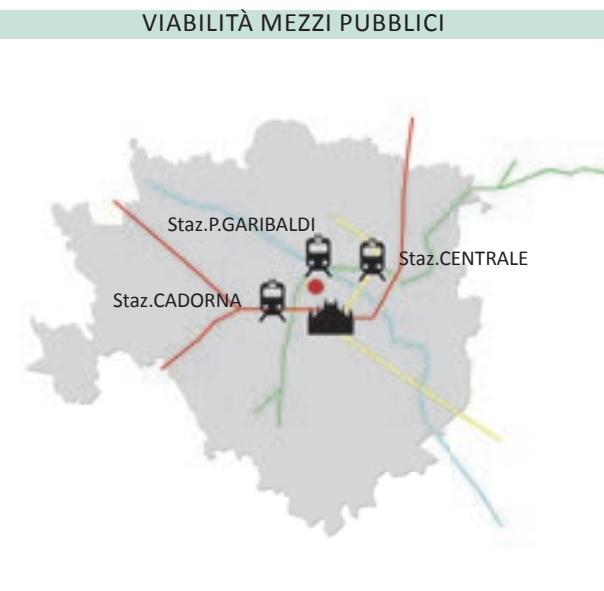 VIABILITÀ MEZZI PUBBLICI
Staz.P.GARIBALDI
Staz.CENTRALE
Staz.CADORNA